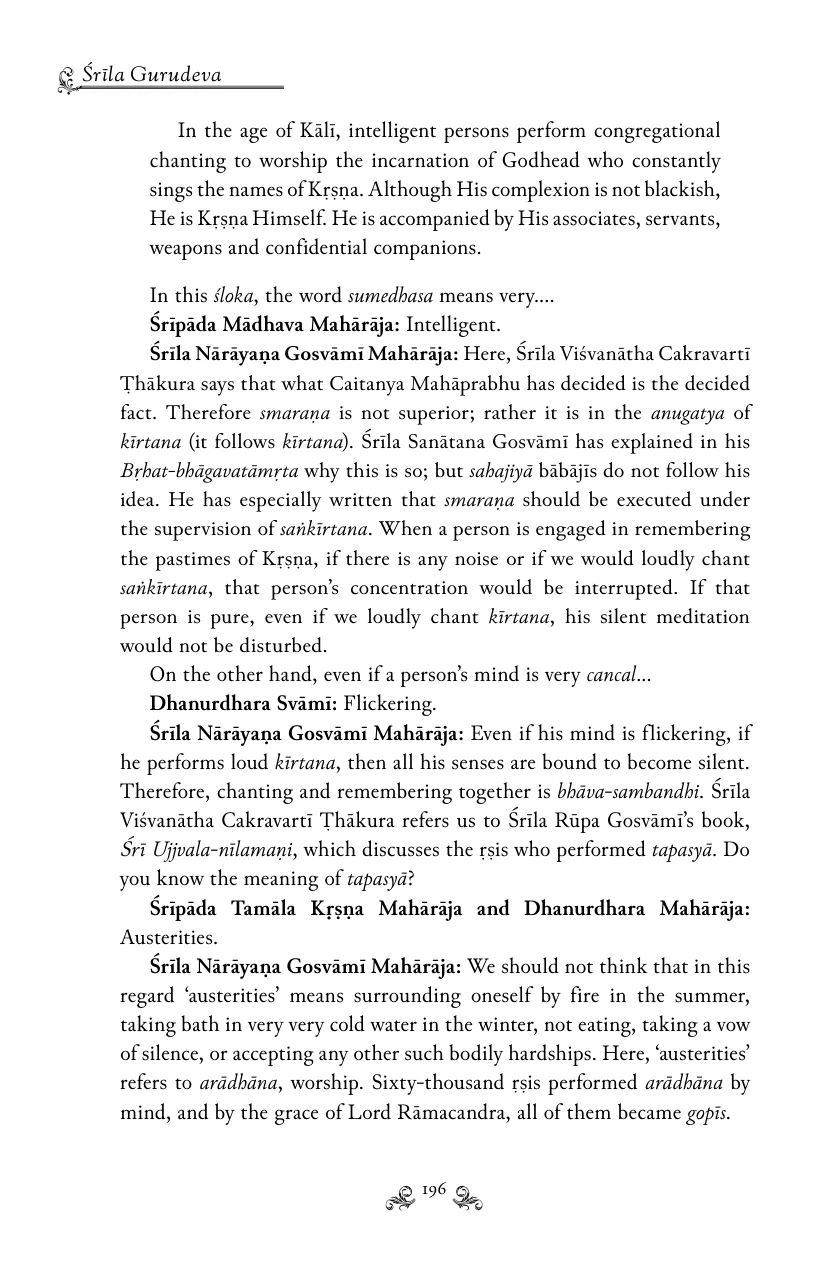 Śrīla Gurudeva
In the age of Kālī, intelligent persons perform congregational
chanting to worship the incarnation of Godhead who constantly
sings the names of Kṛṣṇa. Although His complexion is not blackish,
He is Kṛṣṇa Himself. He is accompanied by His associates, servants,
weapons and confidential companions.
In this śloka, the word sumedhasa means very....
Śrīpāda Mādhava Mahārāja: Intelligent.
Śrīla Nārāyaṇa Gosvāmī Mahārāja: Here, Śrīla Viśvanātha Cakravartī
Ṭhākura says that what Caitanya Mahāprabhu has decided is the decided
fact. Therefore smaraṇa is not superior; rather it is in the anugatya of
kīrtana (it follows kīrtana). Śrīla Sanātana Gosvāmī has explained in his
Bṛhat-bhāgavatāmṛta why this is so; but sahajiyā bābājīs do not follow his
idea. He has especially written that smaraṇa should be executed under
the supervision of saṅkīrtana. When a person is engaged in remembering
the pastimes of Kṛṣṇa, if there is any noise or if we would loudly chant
saṅkīrtana, that person’s concentration would be interrupted. If that
person is pure, even if we loudly chant kīrtana, his silent meditation
would not be disturbed.
On the other hand, even if a person’s mind is very cancal...
Dhanurdhara Svāmī: Flickering.
Śrīla Nārāyaṇa Gosvāmī Mahārāja: Even if his mind is flickering, if
he performs loud kīrtana, then all his senses are bound to become silent.
Therefore, chanting and remembering together is bhāva-sambandhi. Śrīla
Viśvanātha Cakravartī Ṭhākura refers us to Śrīla Rūpa Gosvāmī’s book,
Śrī Ujjvala-nīlamaṇi, which discusses the ṛṣis who performed tapasyā. Do
you know the meaning of tapasyā?
Śrīpāda Tamāla Kṛṣṇa Mahārāja and Dhanurdhara Mahārāja:
Austerities.
Śrīla Nārāyaṇa Gosvāmī Mahārāja: We should not think that in this
regard ‘austerities’ means surrounding oneself by fire in the summer,
taking bath in very very cold water in the winter, not eating, taking a vow
of silence, or accepting any other such bodily hardships. Here, ‘austerities’
refers to arādhāna, worship. Sixty-thousand ṛṣis performed arādhāna by
mind, and by the grace of Lord Rāmacandra, all of them became gopīs.
196